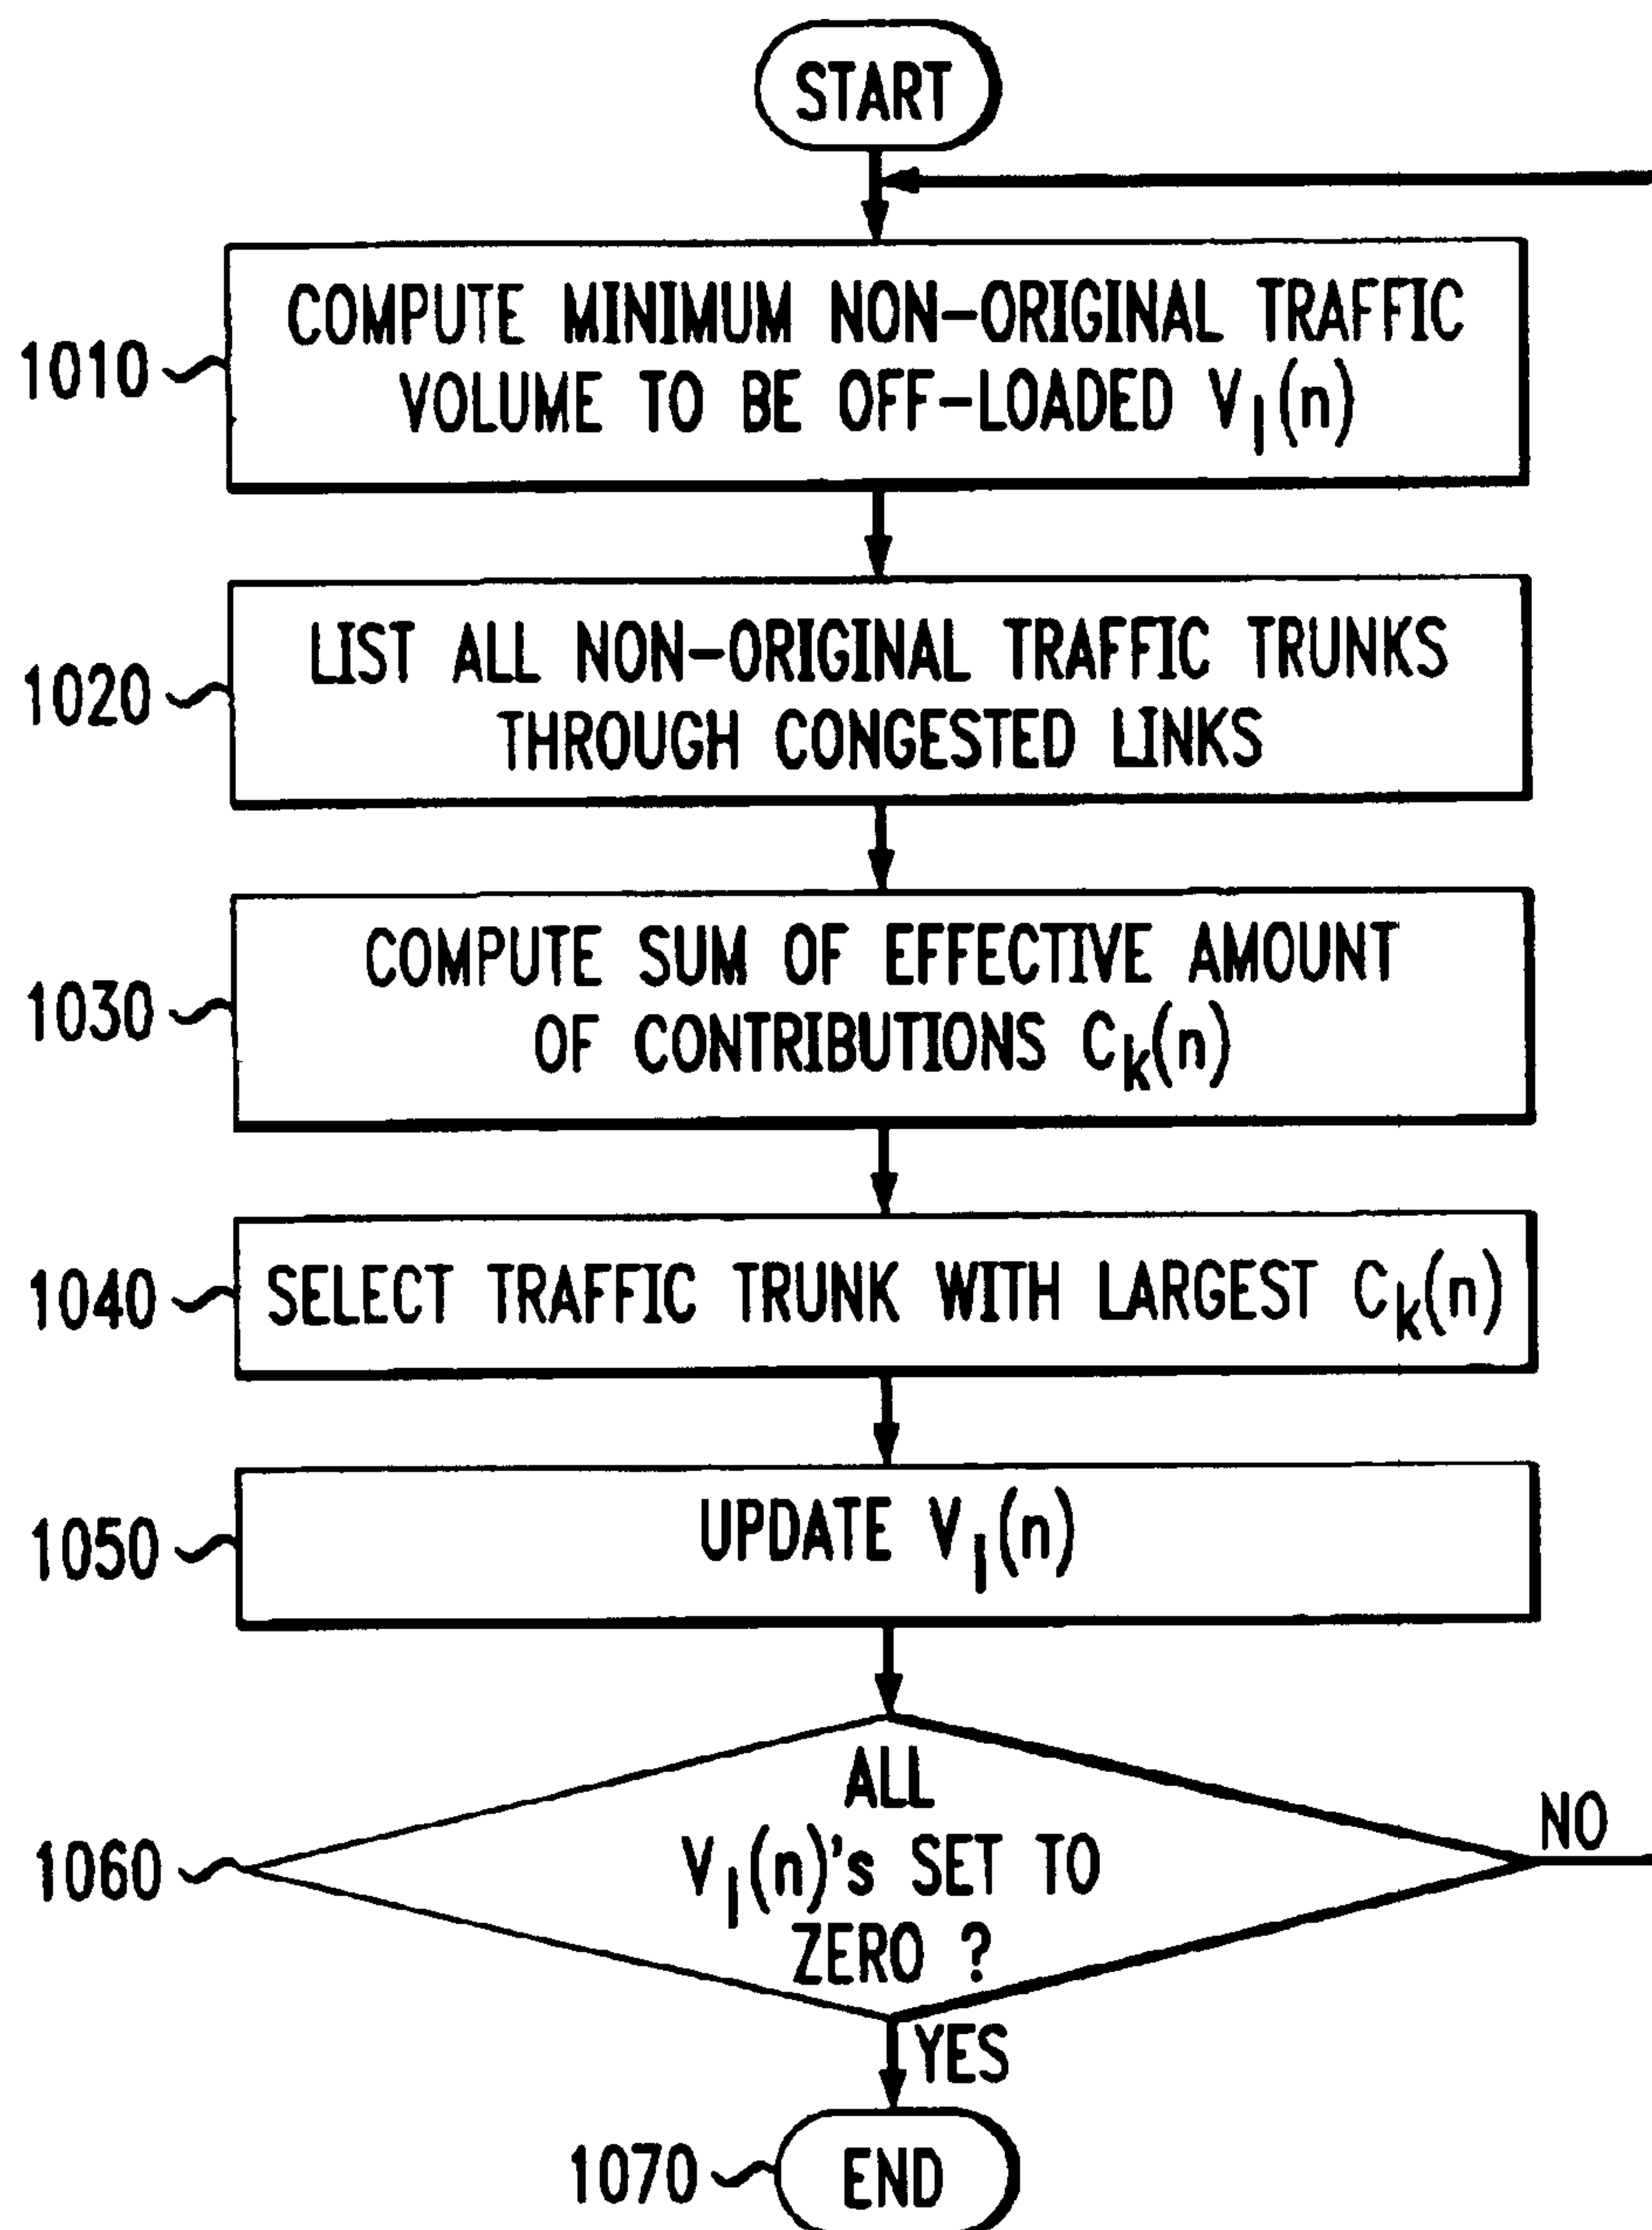 START
COMPUTE MINIMUM NON-ORIGINAL TRAFFIC
VOLUME TO BE OFF-LOADED V_l(n)
1010
LIST ALL NON-ORIGINAL TRAFFIC TRUNKS
THROUGH CONGESTED LINKS
1020
COMPUTE SUM OF EFFECTIVE AMOUNT
OF CONTRIBUTIONS C_k(n)
1030
SELECT TRAFFIC TRUNK WITH LARGEST C_k(n)
1040
UPDATE V_l(n)
1050
ALL
V_l(n)'s SET TO
ZERO ?
1060
NO
YES
END
1070